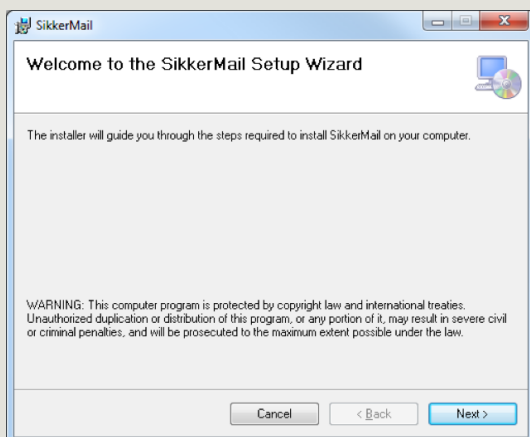 SikkerMail
Welcome to the SikkerMail Setup Wizard
The installer will guide you through the steps required to install SikkerMail on your computer.
WARNING: This computer program is protected by copyright law and international treaties.
Unauthorized duplication or distribution of this program, or any portion of it, may result in severe civil
or criminal penalties, and will be prosecuted to the maximum extent possible under the law.
Cancel
< Back
Next >